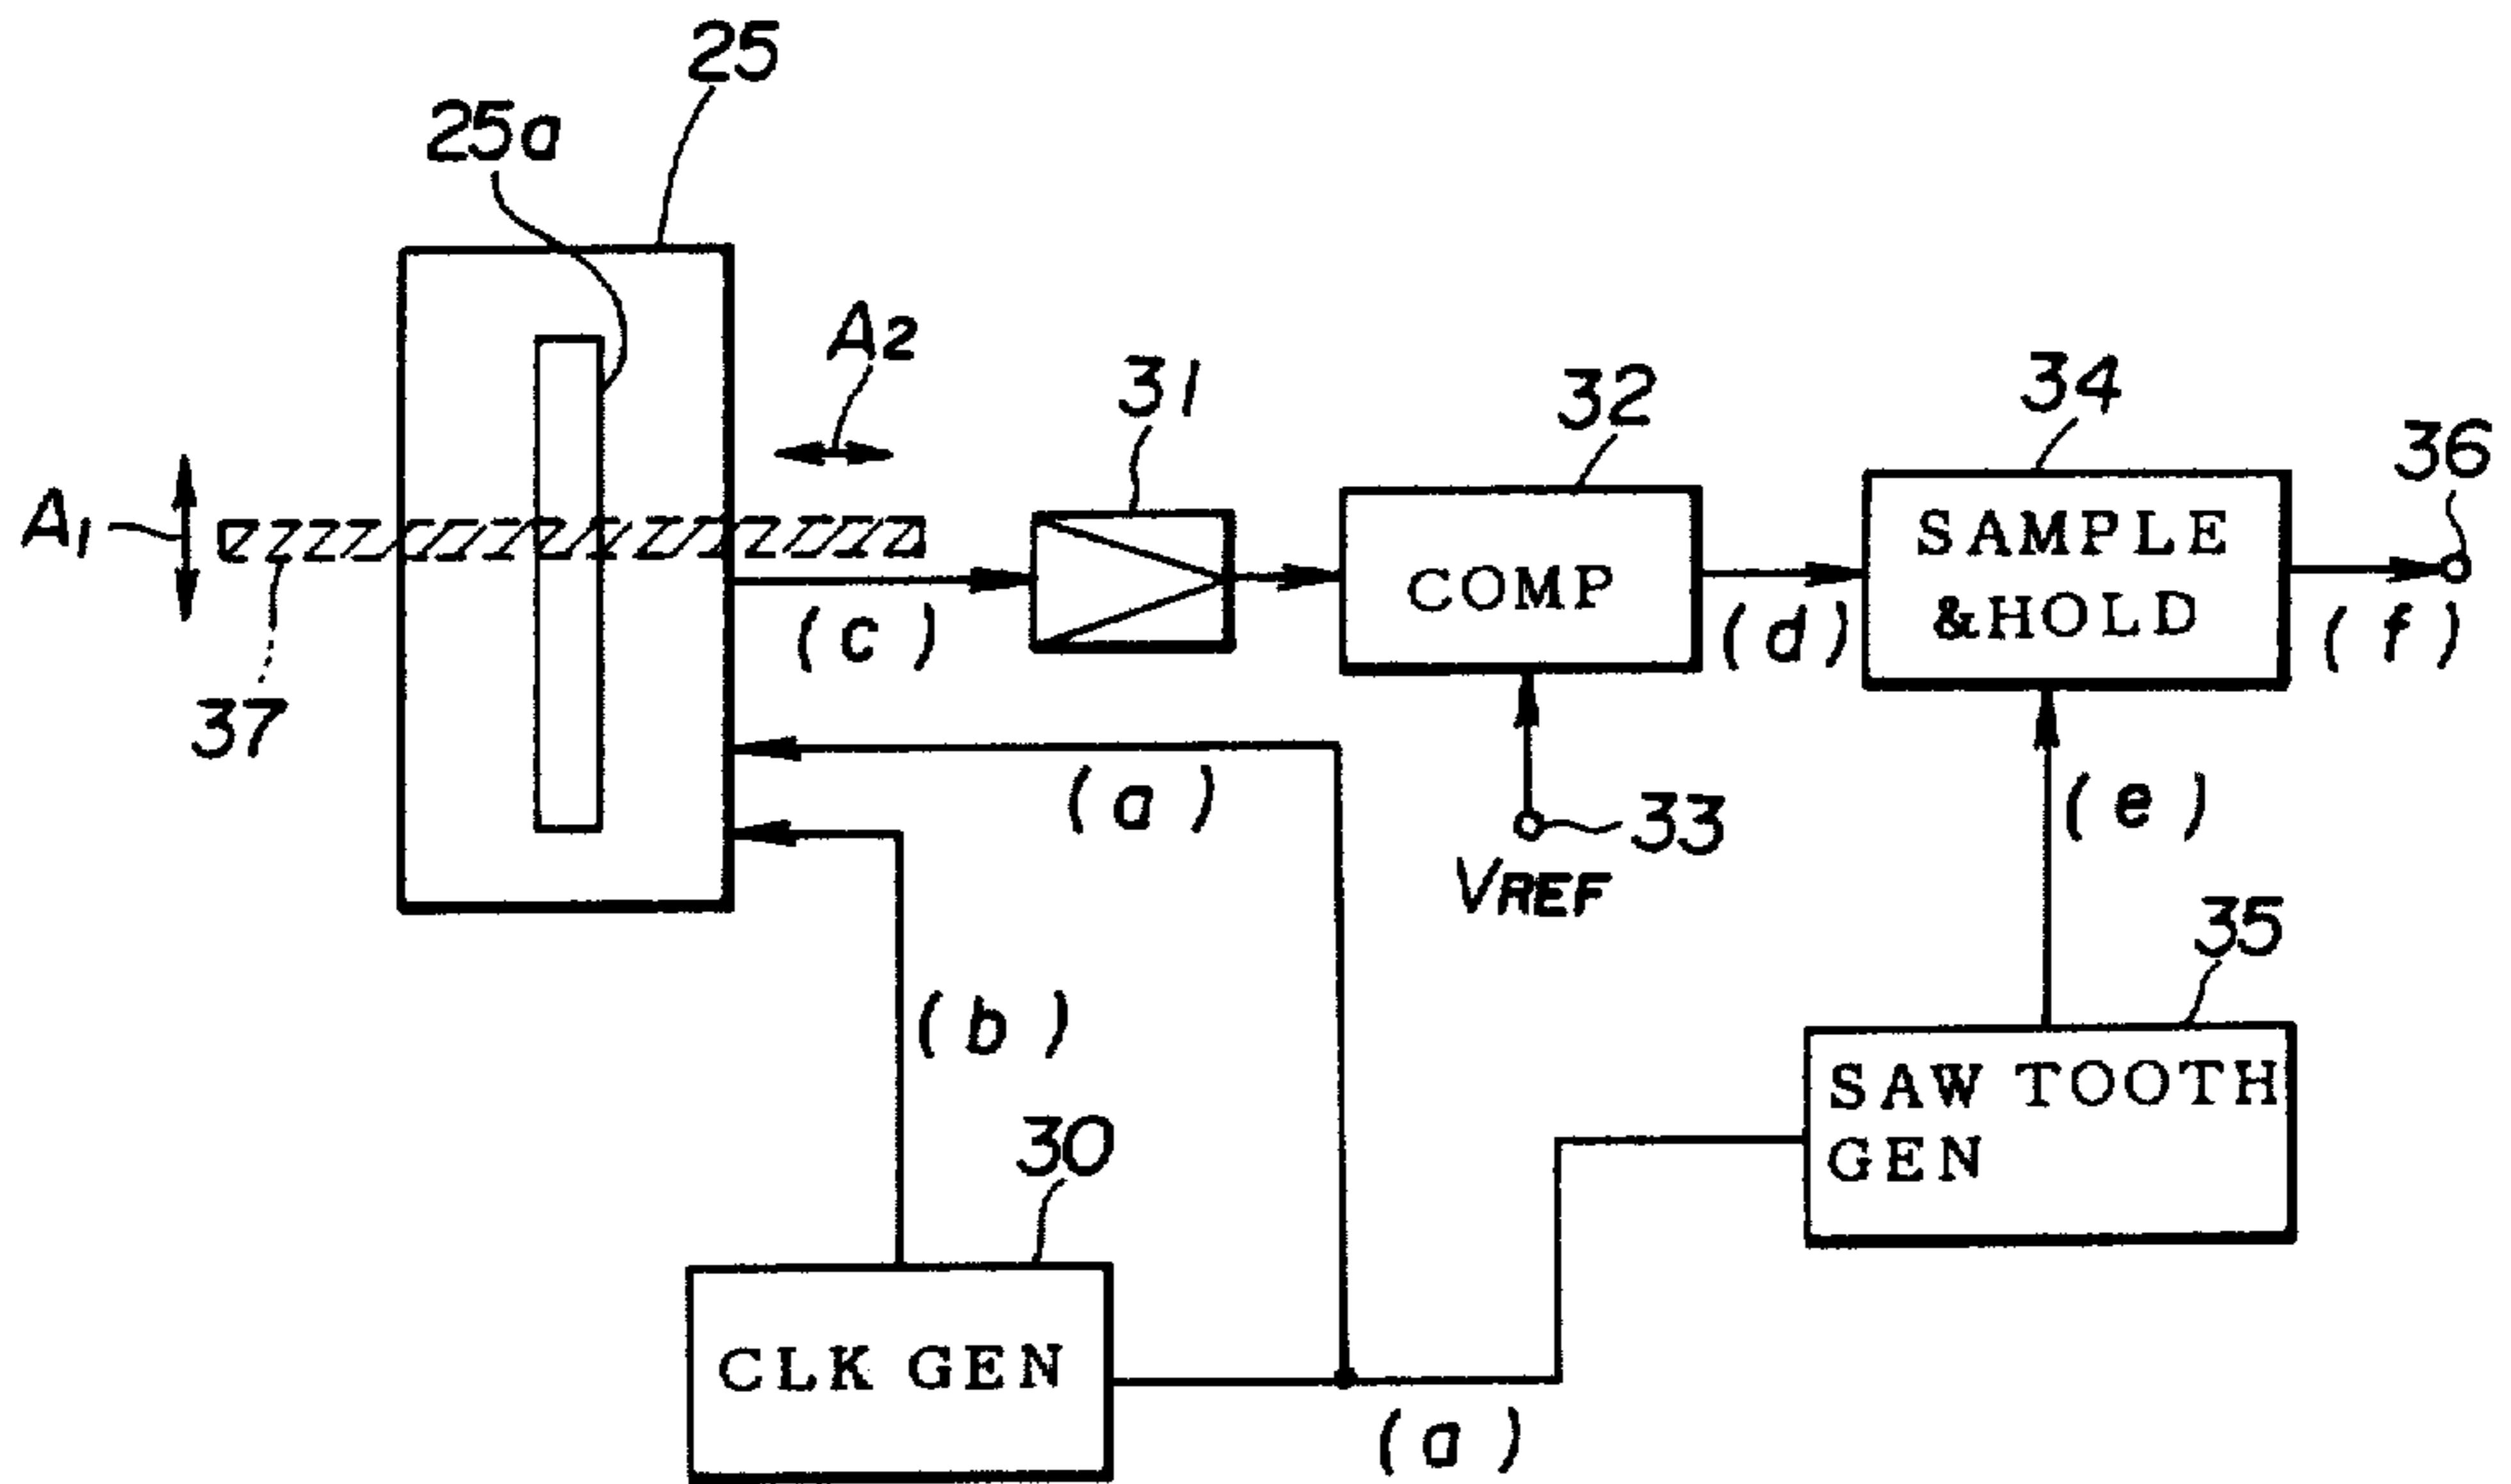 25
25a
A2
31
32
34
36
A1
SAMPLE
&HOLD
COMP
(c)
(d)
(f)
37
(a)
(e)
33
VREF
35
(b)
SAW TOOTH
GEN
30
CLK GEN
(a)